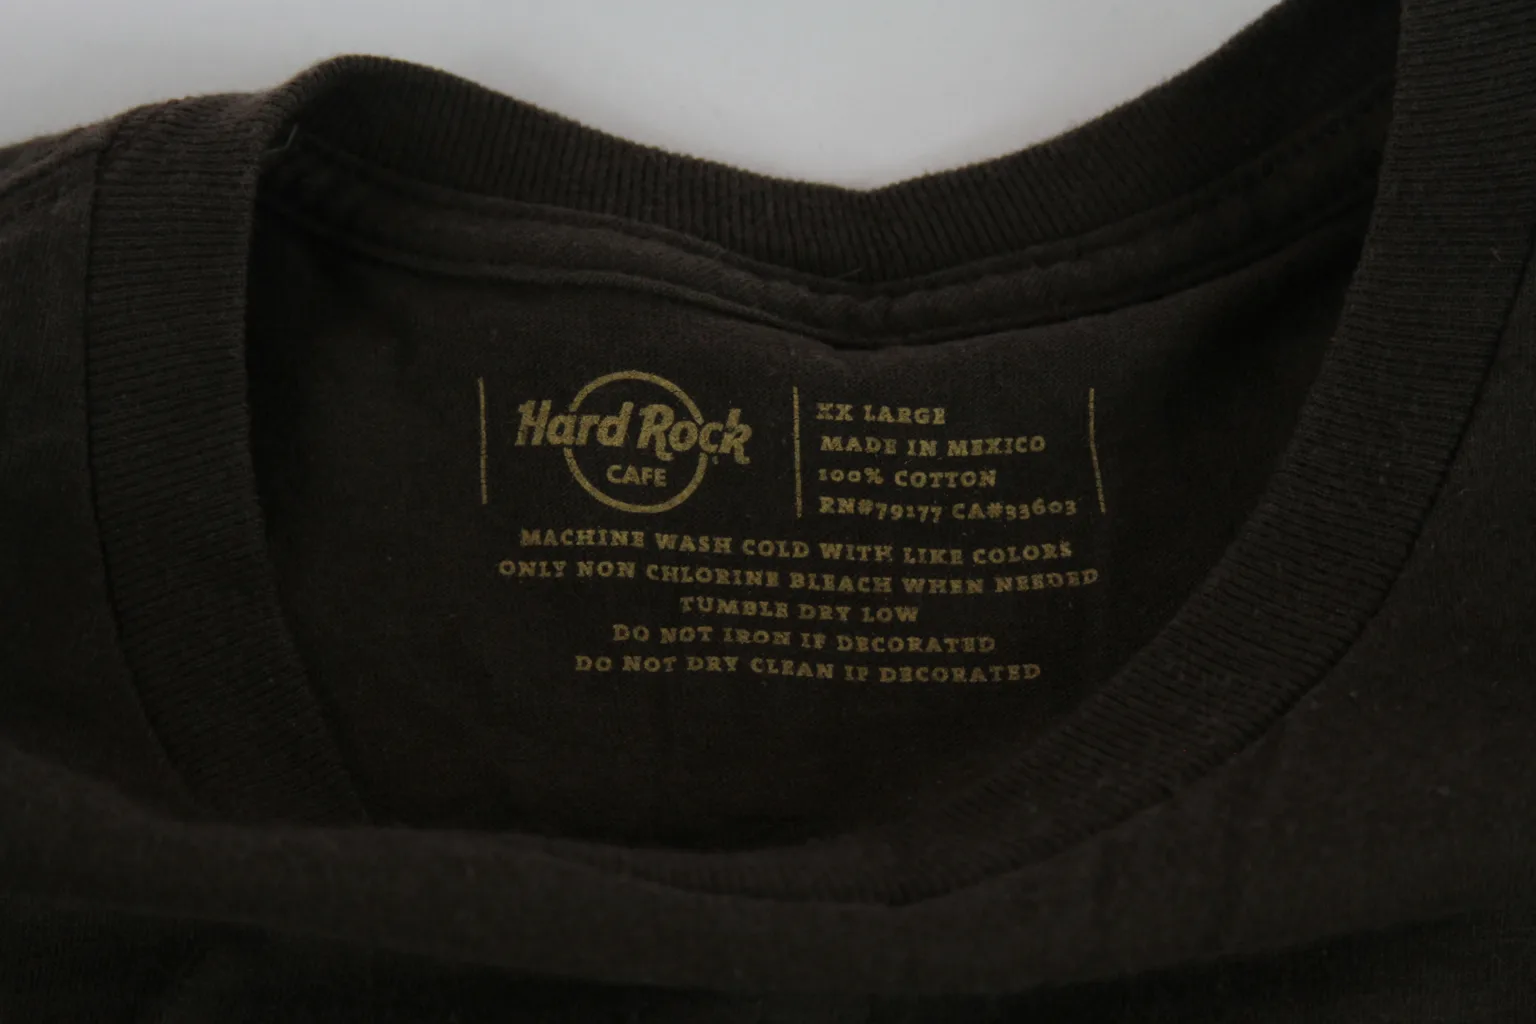 Hard Rock
CAFE
XX LARGE
MADE IN MEXICO
100% COTTON
RN#79177 CA#33603
MACHINE WASH COLD WITH LIKE COLORS
ONLY NON CHLORINE BLEACH WHEN NEEDED
TUMBLE DRY LOW
DO NOT IRON IF DECORATED
DO NOT DRY CLEAN IF DECORATED